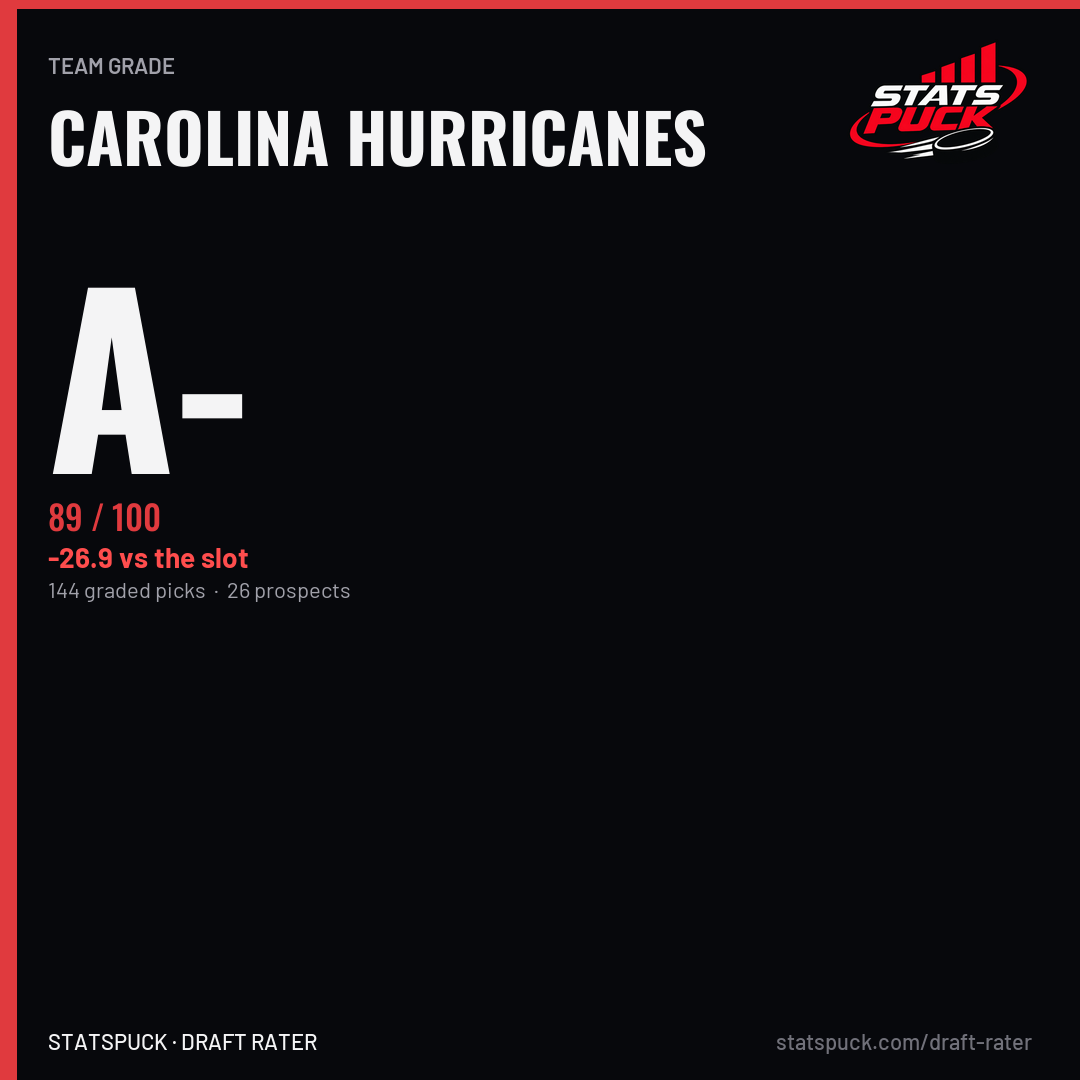 TEAM GRADE
CAROLINA HURRICANES
STATS
PUCK
A-
89 / 100
-26.9 vs the slot
144 graded picks · 26 prospects
STATSPUCK · DRAFT RATER
statspuck.com/draft-rater